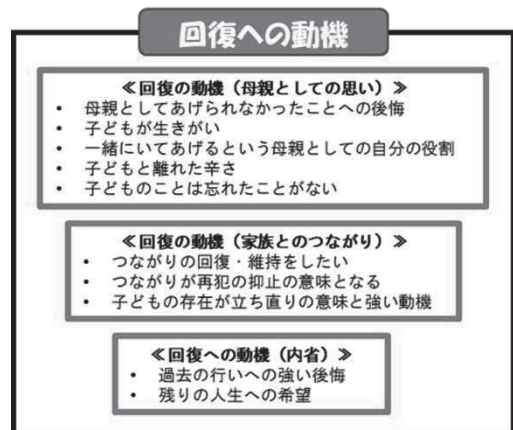 回復への動機
≪回復の動機（母親としての思い）≫
• 母親としてあげられなかったことへの後悔
• 子どもが生きがい
• 一緒にいてあげるという母親としての自分の役割
• 子どもと離れた辛さ
• 子どものことは忘れたことがない
≪回復の動機（家族とのつながり）≫
• つながりの回復・維持をしたい
• つながりが再犯の抑止の意味となる
• 子どもの存在が立ち直りの意味と強い動機
≪回復への動機（内省）≫
• 過去の行いへの強い後悔
• 残りの人生への希望